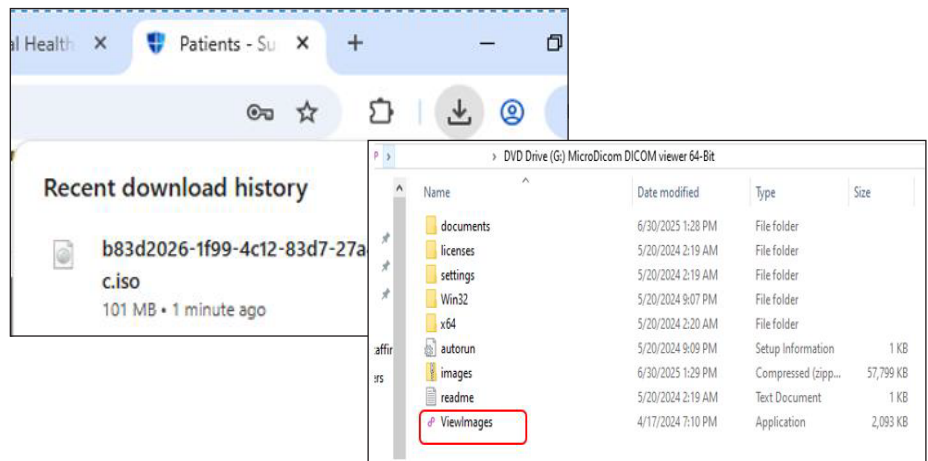 Patients - Su
Recent download history
b83d2026-1f99-4c12-83d7-27a
c.iso
101 MB • 1 minute ago
DVD Drive (G:) MicroDicom DICOM viewer 64-Bit
Name Date modified Type Size
documents 6/30/2025 1:28 PM File folder
licenses 5/20/2024 2:19 AM File folder
settings 5/20/2024 2:19 AM File folder
Win32 5/20/2024 9:07 PM File folder
x64 5/20/2024 2:20 AM File folder
autorun 5/20/2024 9:09 PM Setup Information 1 KB
images 6/30/2025 1:29 PM Compressed (zipp... 57,799 KB
readme 5/20/2024 2:19 AM Text Document 1 KB
ViewImages 4/17/2024 7:10 PM Application 2,093 KB